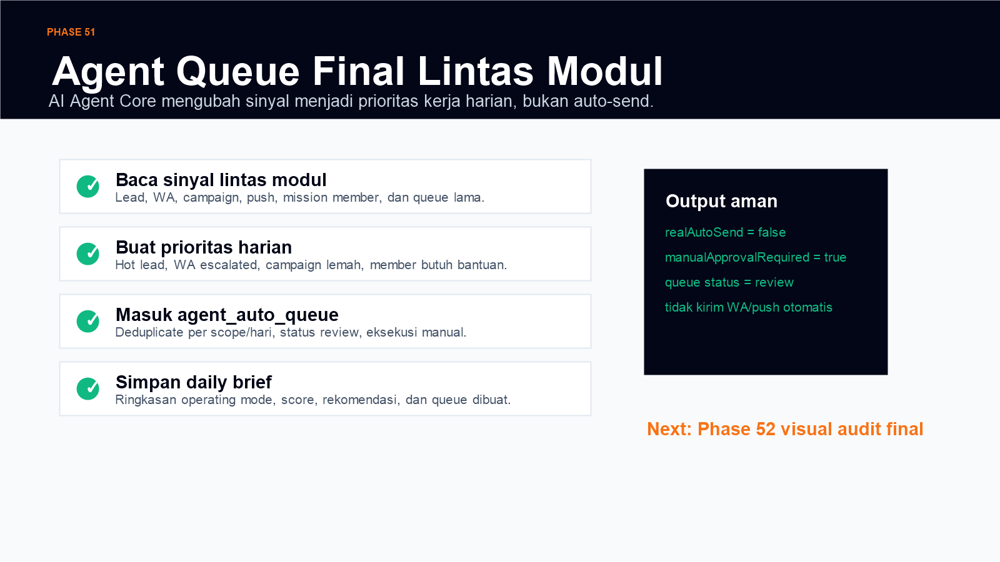 PHASE 51
Agent Queue Final Lintas Modul
AI Agent Core mengubah sinyal menjadi prioritas kerja harian, bukan auto-send.
Baca sinyal lintas modul
Lead, WA, campaign, push, mission member, dan queue lama.
Buat prioritas harian
Hot lead, WA escalated, campaign lemah, member butuh bantuan.
Masuk agent_auto_queue
Deduplicate per scope/hari, status review, eksekusi manual.
Simpan daily brief
Ringkasan operating mode, score, rekomendasi, dan queue dibuat.
Output aman
realAutoSend = false
manualApprovalRequired = true
queue status = review
tidak kirim WA/push otomatis
Next: Phase 52 visual audit final